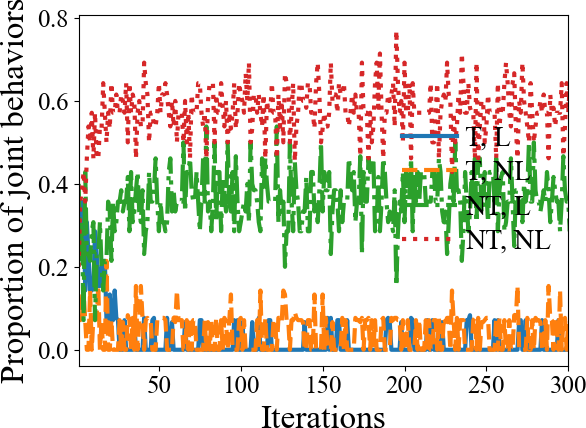 Proportion of joint behaviors
0.8
0.6
0.4
0.2
0.0
T, L
T, NL
NT, L
NT, NL
50
100
150
200
250
300
Iterations